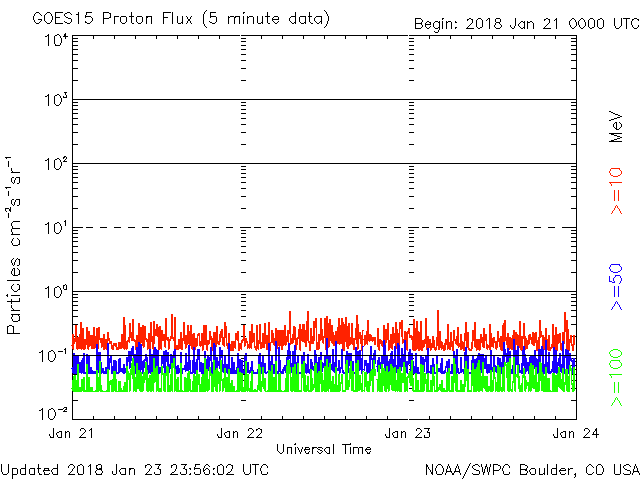 GOES15 Proton Flux (5 minute data)
Begin: 2018 Jan 21 0000 UTC
Particles cm⁻²s⁻¹sr⁻¹
10⁴
10³
10²
10¹
10⁰
10⁻¹
10⁻²
MeV
>=10
>=50
>=100
Jan 21
Jan 22
Jan 23
Jan 24
Universal Time
Updated 2018 Jan 23 23:56:02 UTC
NOAA/SWPC Boulder, CO USA